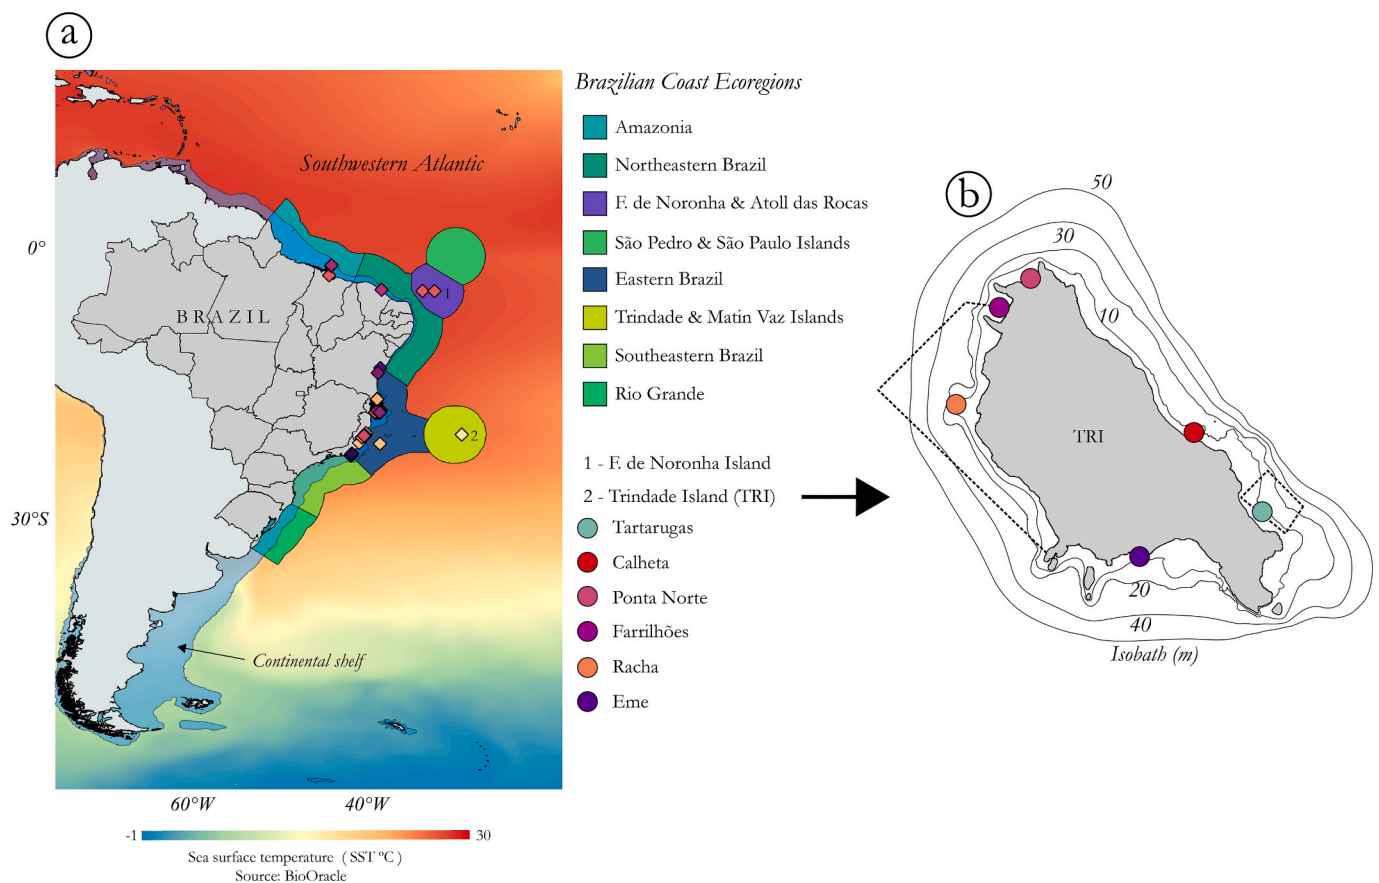 a
Southwestern Atlantic
BRAZIL
1
2
Continental shelf
0°
30°S
60°W
40°W
-1
30
Sea surface temperature ( SST ºC )
Source: BioOracle
Brazilian Coast Ecoregions
Amazonia
Northeastern Brazil
F. de Noronha & Atoll das Rocas
São Pedro & São Paulo Islands
Eastern Brazil
Trindade & Matin Vaz Islands
Southeastern Brazil
Rio Grande
1 - F. de Noronha Island
2 - Trindade Island (TRI)
Tartarugas
Calheta
Ponta Norte
Farrilhões
Racha
Eme
b
50
30
10
TRI
20
40
Isobath (m)